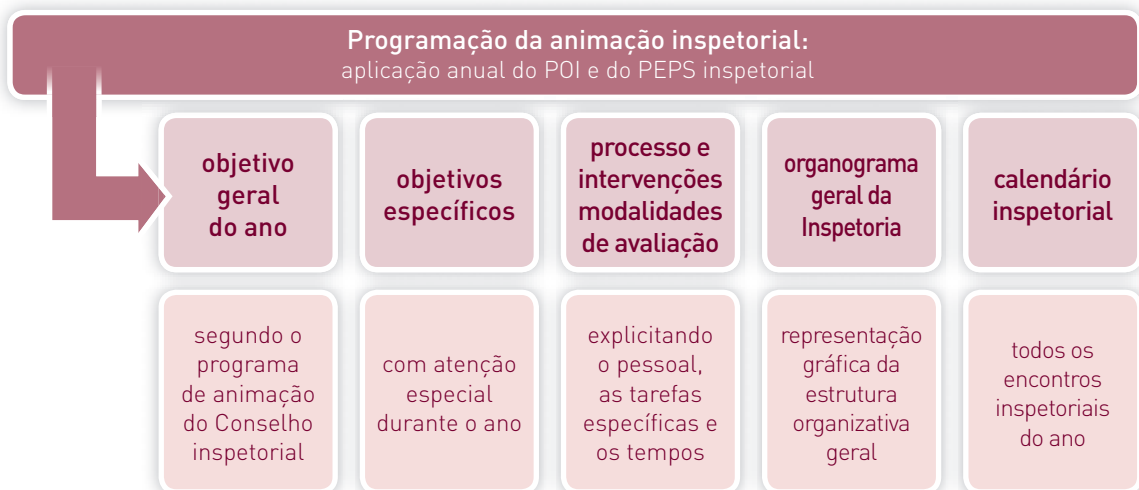 Programação da animação inspetorial:
aplicação anual do POI e do PEPS inspetorial
objetivo
geral
do ano
objetivos
específicos
processo e
intervenções
modalidades
de avaliação
organograma
geral da
Inspetoria
calendário
inspetorial
segundo o
programa
de animação
do Conselho
inspetorial
com atenção
especial
durante o ano
explicitando
o pessoal,
as tarefas
específicas e
os tempos
representação
gráfica da
estrutura
organizativa
geral
todos os
encontros
inspetoriais
do ano